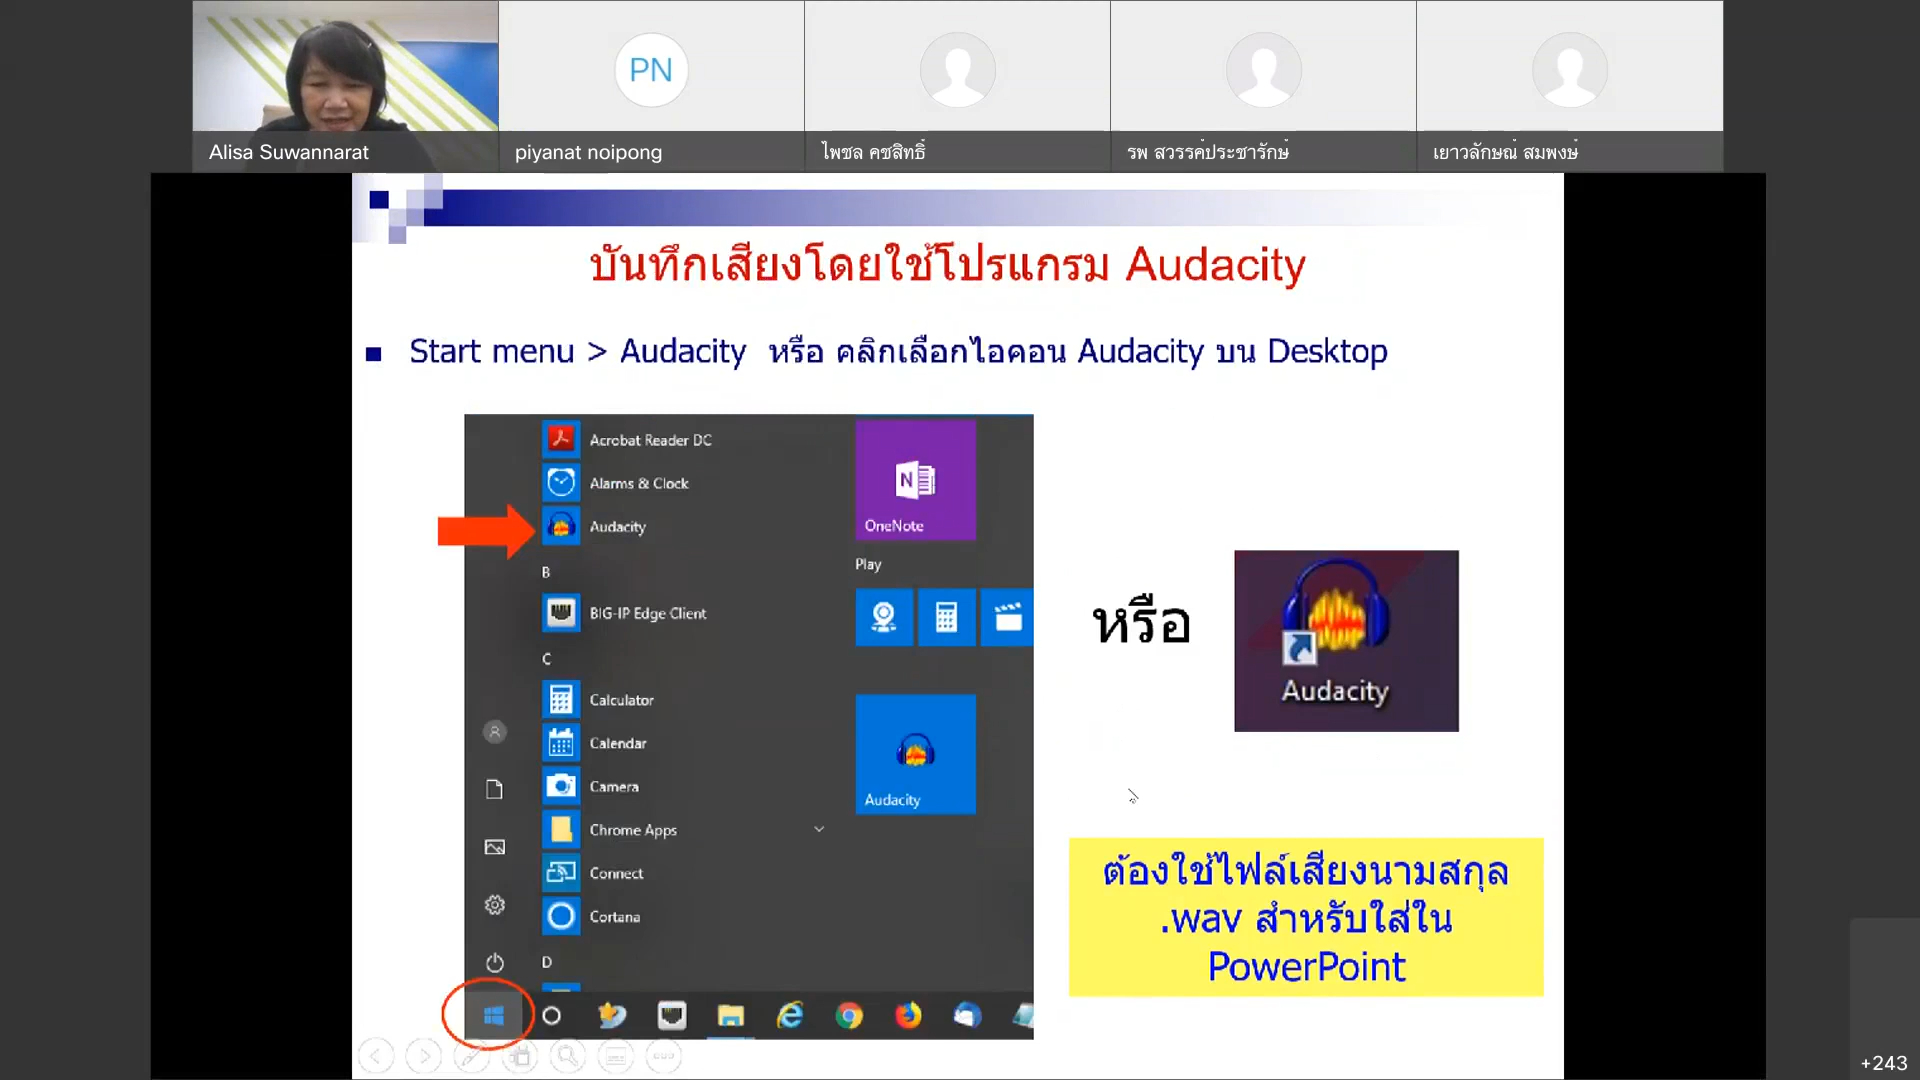 PN
Alisa Suwannarat
piyanat noipong
ไพชล คชสิทธิ์
รพ สวรรค์ประชารักษ์
เยาวลักษณ์ สมพงษ์
บันทึกเสียงโดยใช้โปรแกรม Audacity
Start menu > Audacity หรือ คลิกเลือกไอคอน Audacity บน Desktop
Acrobat Reader DC
Alarms & Clock
Audacity
B
BIG-IP Edge Client
C
Calculator
Calendar
Camera
Chrome Apps
Connect
Cortana
D
N
OneNote
Play
Audacity
หรือ
Audacity
ต้องใช้ไฟล์เสียงนามสกุล
.wav สำหรับใส่ใน
PowerPoint
+243